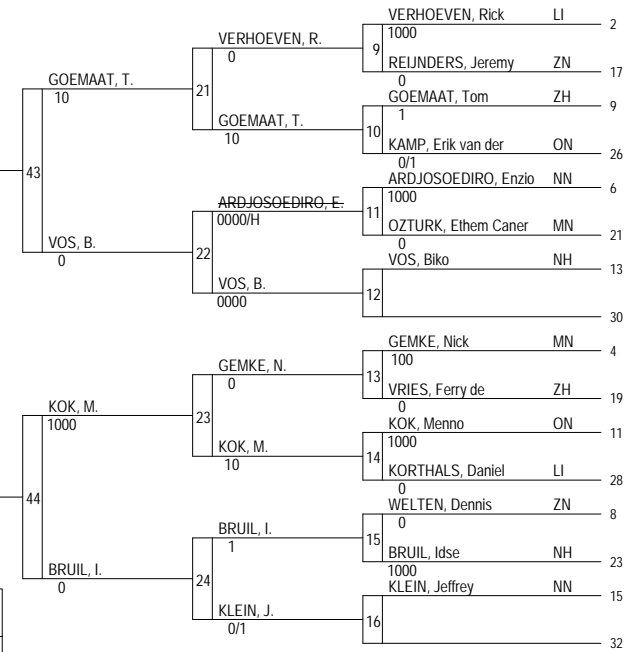 VERHOEVEN, Rick LI 2
1000
9
REIJNDERS, Jeremy ZN 17
0
VERHOEVEN, R.
0
21
GOEMAAT, T.
10
GOEMAAT, Tom ZH 9
1
10
KAMP, Erik van der ON 26
0/1
GOEMAAT, T.
10
43
VOS, B.
0
ARDJOSOEDIRO, Enzio NN 6
1000
11
OZTURK, Ethem Caner MN 21
0
ARDJOSOEDIRO, E.
0000/H
22
VOS, B.
0000
VOS, Biko NH 13
12
30
GEMKE, Nick MN 4
100
13
VRIES, Ferry de ZH 19
0
GEMKE, N.
0
23
KOK, M.
10
KOK, Menno ON 11
1000
14
KORTHALS, Daniel LI 28
0
KOK, M.
1000
44
BRUIL, I.
0
WELTEN, Dennis ZN 8
0
15
BRUIL, Idse NH 23
1000
BRUIL, I.
1
24
KLEIN, J.
0/1
KLEIN, Jeffrey NN 15
16
32